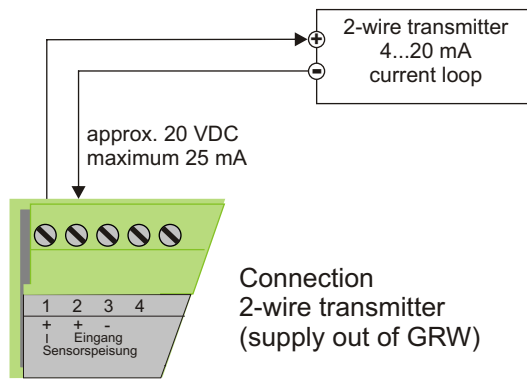 2-wire transmitter
4...20 mA
current loop
+
-
approx. 20 VDC
maximum 25 mA
1 2 3 4
+ + -
I Eingang
Sensorspeisung
Connection
2-wire transmitter
(supply out of GRW)